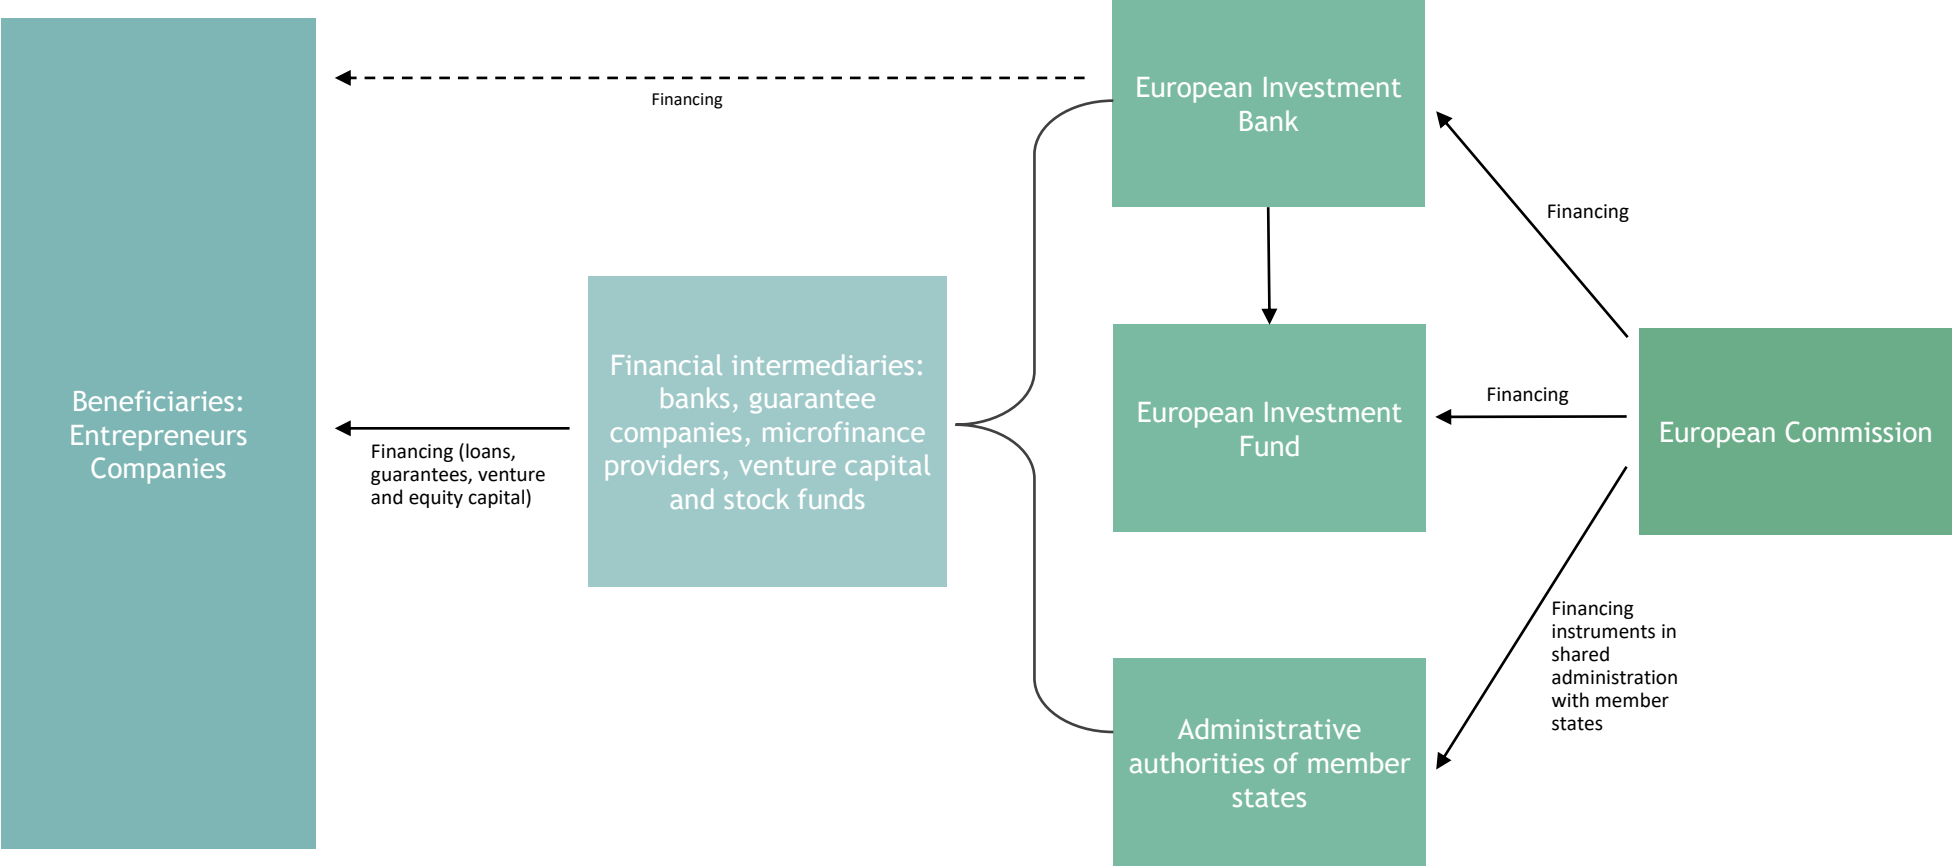 Beneficiaries:
Entrepreneurs
Companies
Financing
Financing (loans,
guarantees, venture
and equity capital)
Financial intermediaries:
banks, guarantee
companies, microfinance
providers, venture capital
and stock funds
European Investment
Bank
European Investment
Fund
Administrative
authorities of member
states
Financing
Financing
Financing
instruments in
shared
administration
with member
states
European Commission